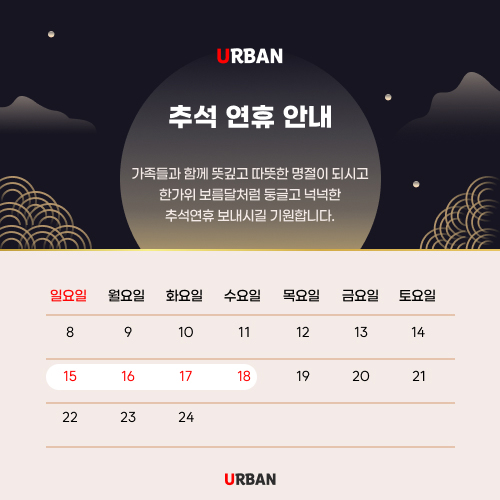 URBAN
추석 연휴 안내
가족들과 함께 뜻깊고 따뜻한 명절이 되시고
한가위 보름달처럼 둥글고 넉넉한
추석연휴 보내시길 기원합니다.
일요일 월요일 화요일 수요일 목요일 금요일 토요일
8 9 10 11 12 13 14
15 16 17 18 19 20 21
22 23 24
URBAN